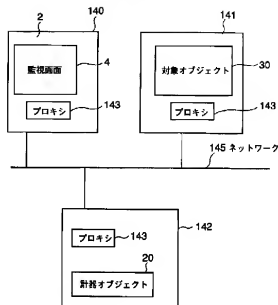 2
140
監視画面
4
プロキシ
143
141
対象オブジェクト
30
プロキシ
143
145 ネットワーク
プロキシ
143
142
計器オブジェクト
20